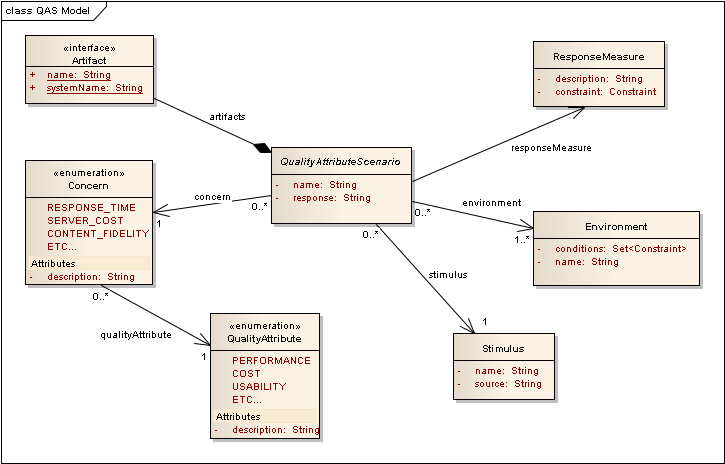 class QAS Model
«interface»
Artifact
+ name: String
+ systemName: String
artifacts
ResponseMeasure
- description: String
- constraint: Constraint
responseMeasure
QualityAttributeScenario
- name: String
- response: String
«enumeration»
Concern
RESPONSE_TIME
SERVER_COST
CONTENT_FIDELITY
ETC...
Attributes
- description: String
concern
0..*
1
environment
0..*
1..*
Environment
- conditions: Set<Constraint>
- name: String
0..*
stimulus
1
Stimulus
- name: String
- source: String
0..*
qualityAttribute
1
«enumeration»
QualityAttribute
PERFORMANCE
COST
USABILITY
ETC...
Attributes
- description: String